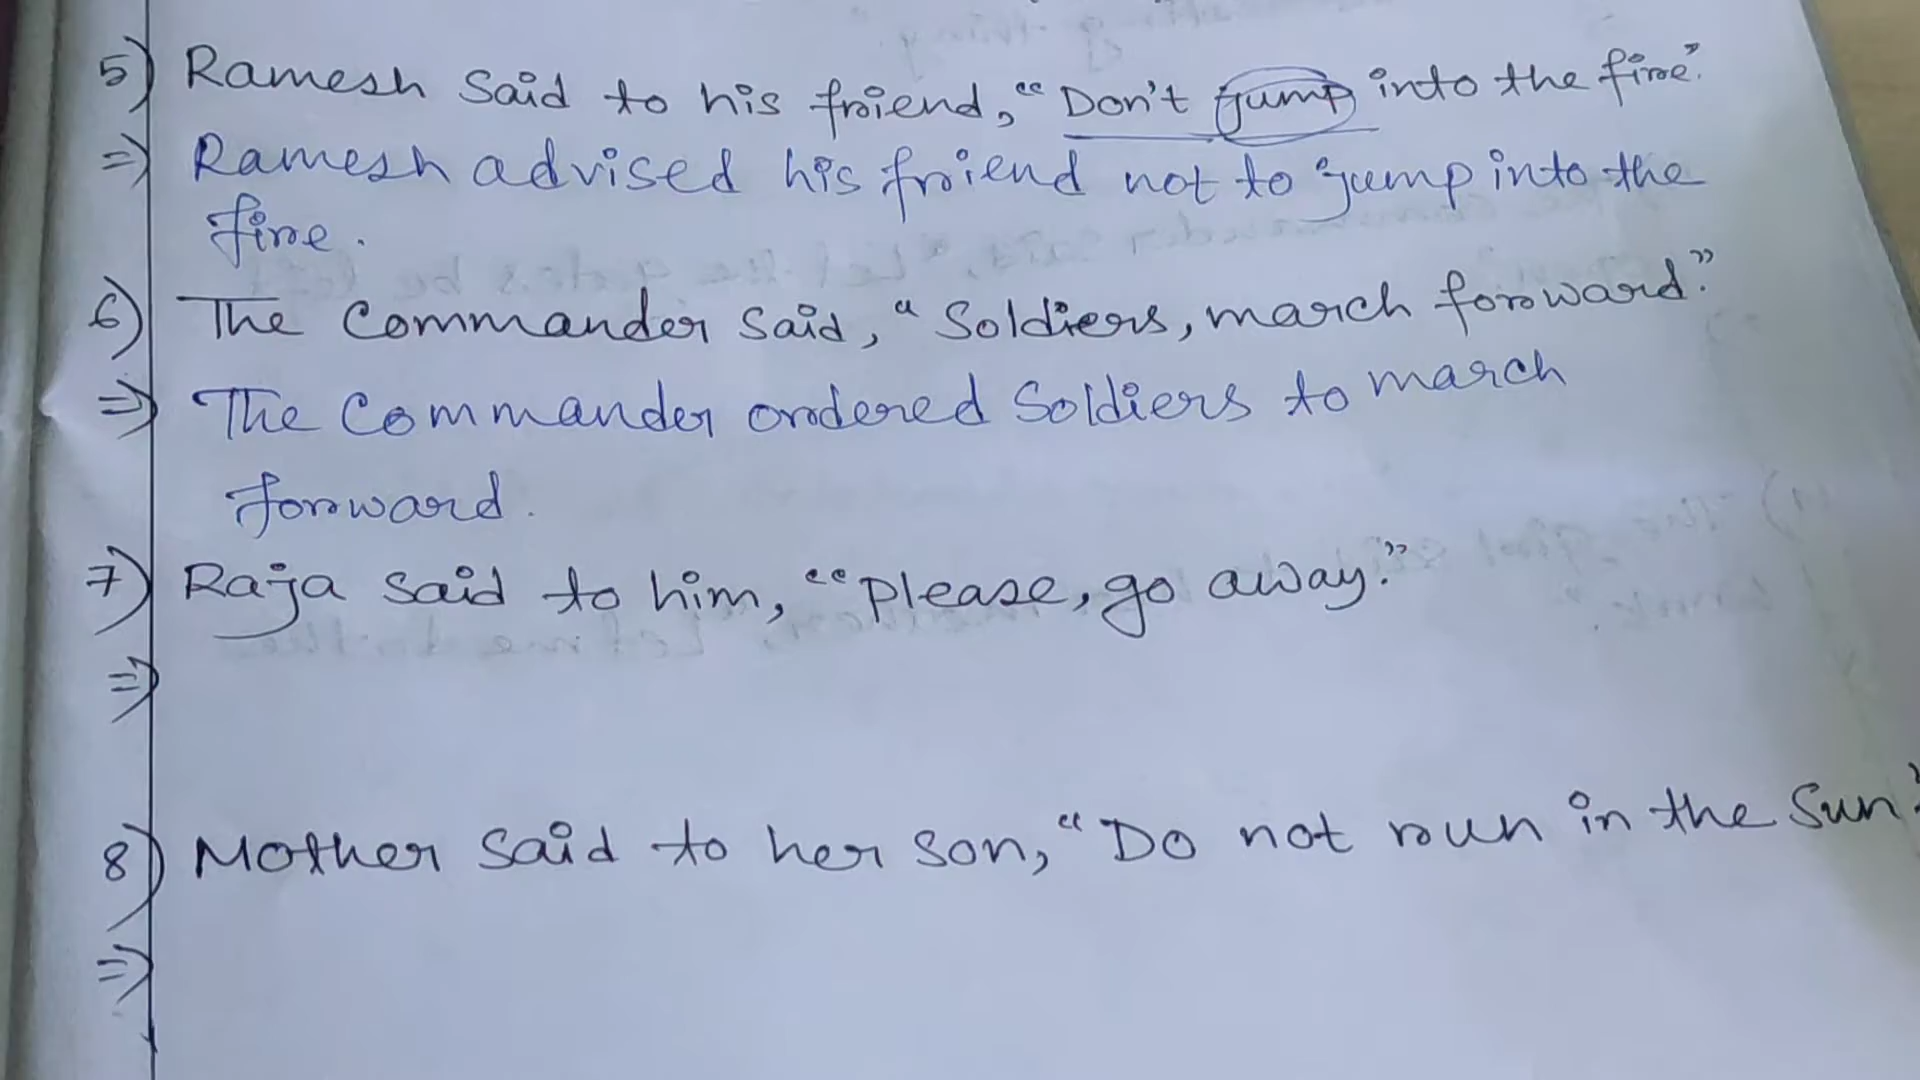 5) Ramesh said to his friend, "Don't jump into the fire."
=> Ramesh advised his friend not to jump into the
fire.
6) The Commander said, "Soldiers, march forward."
=> The Commander ordered Soldiers to march
forward.
7) Raja said to him, "please, go away."
=>
8) Mother said to her son, "Do not run in the Sun."
=>